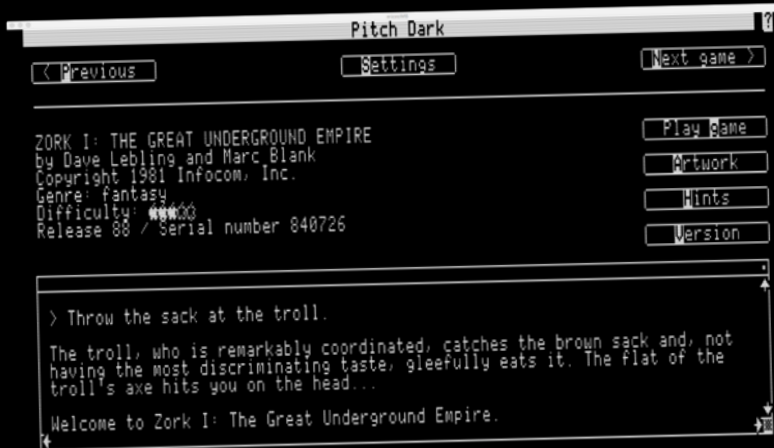 Pitch Dark
?
< Previous
Settings
Next game >
ZORK I: THE GREAT UNDERGROUND EMPIRE
by Dave Lebling and Marc Blank
Copyright 1981 Infocom, Inc.
Genre: fantasy
Difficulty:
Release 88 / Serial number 840726
Play game
Artwork
Hints
Version
> Throw the sack at the troll.
The troll, who is remarkably coordinated, catches the brown sack and, not
having the most discriminating taste, gleefully eats it. The flat of the
troll's axe hits you on the head...
Welcome to Zork I: The Great Underground Empire.